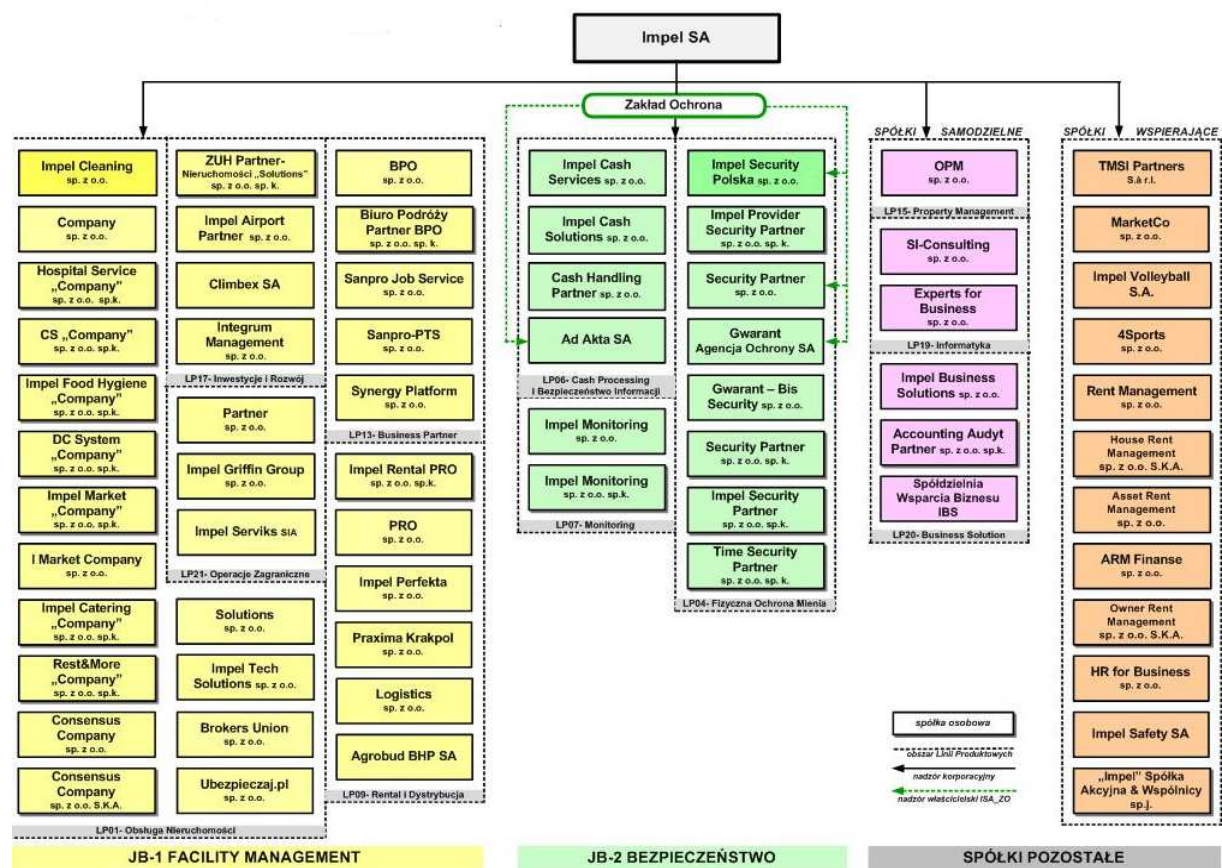 Impel SA
Zakład Ochrona
SPÓŁKI SAMODZIELNE
SPÓŁKI WSPIERAJĄCE
Impel Cleaning
sp. z o.o.
Company
sp. z o.o.
Hospital Service
„Company”
sp. z o.o. sp.k.
CS „Company”
sp. z o.o. sp.k.
Impel Food Hygiene
„Company”
sp. z o.o. sp.k.
DC System
„Company”
sp. z o.o. sp.k.
Impel Market
„Company”
sp. z o.o. sp.k.
I Market Company
sp. z o.o.
Impel Catering
„Company”
sp. z o.o. sp.k.
Rest&More
„Company”
sp. z o.o. sp.k.
Consensus
Company
sp. z o.o.
Consensus
Company
sp. z o.o. S.K.A.
LP01- Obsługa Nieruchomości
ZUH Partner-
Nieruchomości „Solutions”
sp. z o.o. sp. k.
Impel Airport
Partner sp. z o.o.
Climbex SA
Integrum
Management
sp. z o.o.
LP17- Inwestycje i Rozwój
Partner
sp. z o.o.
Impel Griffin Group
sp. z o.o.
Impel Serviks SIA
LP21- Operacje Zagraniczne
Solutions
sp. z o.o.
Impel Tech
Solutions sp. z o.o.
Brokers Union
sp. z o.o.
Ubezpieczaj.pl
sp. z o.o.
BPO
sp. z o.o.
Biuro Podróży
Partner BPO
sp. z o.o. sp. k.
Sanpro Job Service
sp. z o.o.
Sanpro-PTS
sp. z o.o.
Synergy Platform
sp. z o.o.
LP13- Business Partner
Impel Rental PRO
sp. z o.o. sp.k.
PRO
sp. z o.o.
Impel Perfekta
sp. z o.o.
Praxima Krakpol
sp. z o.o.
Logistics
sp. z o.o.
Agrobud BHP SA
LP09- Rental i Dystrybucja
Impel Cash
Services sp. z o.o.
Impel Cash
Solutions sp. z o.o.
Cash Handling
Partner sp. z o.o.
Ad Akta SA
LP06- Cash Processing
i Bezpieczeństwo Informacji
Impel Monitoring
sp. z o.o.
Impel Monitoring
sp. z o.o. sp.k.
LP07- Monitoring
Impel Security
Polska sp. z o.o.
Impel Provider
Security Partner
sp. z o.o. sp. k.
Security Partner
sp. z o.o.
Gwarant
Agencja Ochrony SA
Gwarant – Bis
Security sp. z o.o.
Security Partner
sp. z o.o. sp. k.
Impel Security
Partner
sp. z o.o. sp.k.
Time Security
Partner
sp. z o.o. sp. k.
LP04- Fizyczna Ochrona Mienia
OPM
sp. z o.o.
LP15- Property Management
SI-Consulting
sp. z o.o.
Experts for
Business
sp. z o.o.
LP19- Informatyka
Impel Business
Solutions sp. z o.o.
Accounting Audyt
Partner sp. z o.o. sp.k.
Spółdzielnia
Wsparcia Biznesu
IBS
LP20- Business Solution
TMSI Partners
S.à r.l.
MarketCo
sp. z o.o.
Impel Volleyball
S.A.
4Sports
sp. z o.o.
Rent Management
sp. z o.o.
House Rent
Management
sp. z o.o. S.K.A.
Asset Rent
Management
sp. z o.o.
ARM Finanse
sp. z o.o.
Owner Rent
Management
sp. z o.o. S.K.A.
HR for Business
sp. z o.o.
Impel Safety SA
„Impel” Spółka
Akcyjna & Wspólnicy
sp.j.
spółka osobowa
obszar Linii Produktowych
nadzór korporacyjny
nadzór właścicielski ISA_ZO
JB-1 FACILITY MANAGEMENT
JB-2 BEZPIECZEŃSTWO
SPÓŁKI POZOSTAŁE